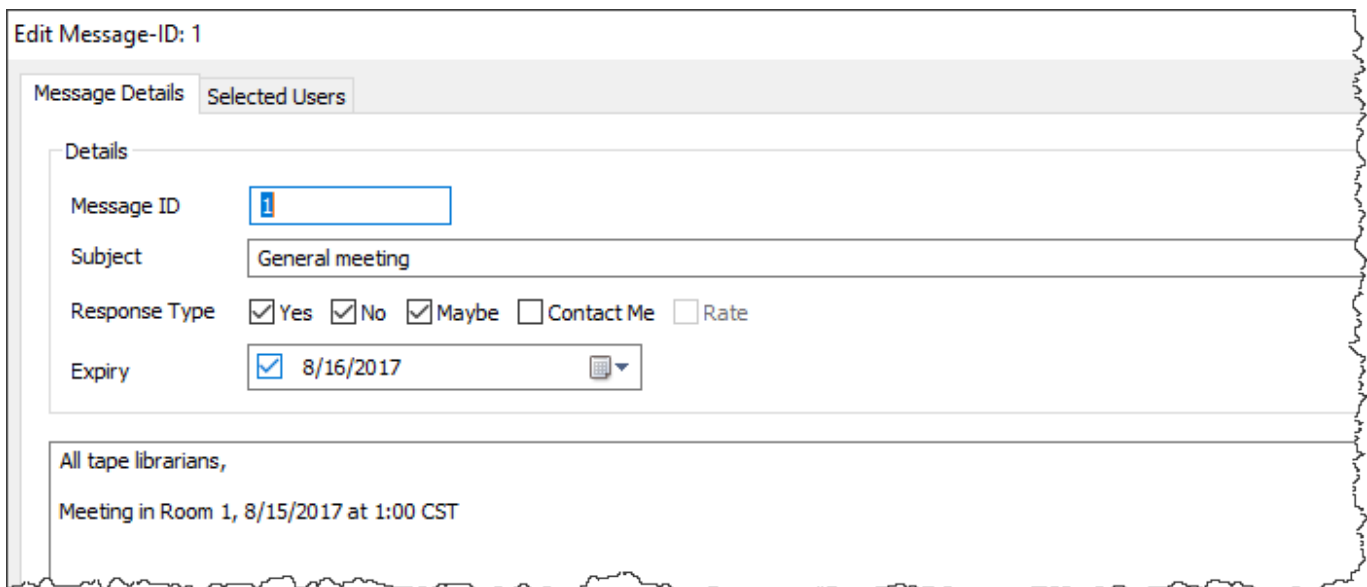 Edit Message-ID: 1
Message Details Selected Users
Details
Message ID 1
Subject General meeting
Response Type Yes No Maybe Contact Me Rate
Expiry 8/16/2017
All tape librarians,
Meeting in Room 1, 8/15/2017 at 1:00 CST